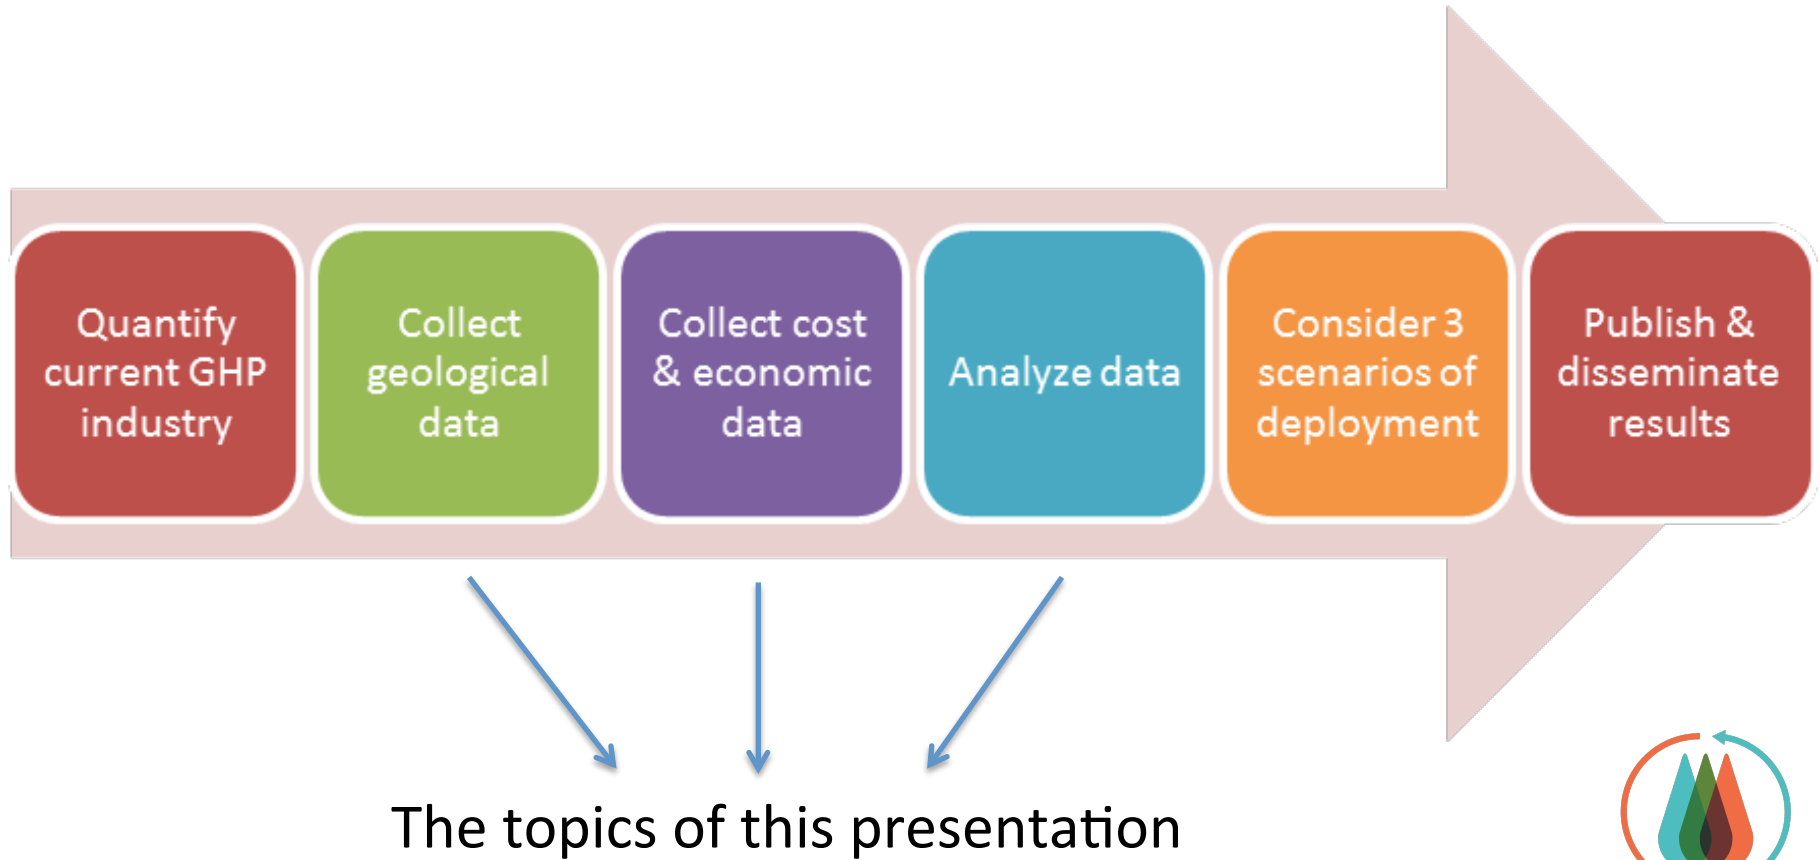 Quantify
current GHP
industry
Collect
geological
data
Collect cost
& economic
data
Analyze data
Consider 3
scenarios of
deployment
Publish &
disseminate
results
The topics of this presentation